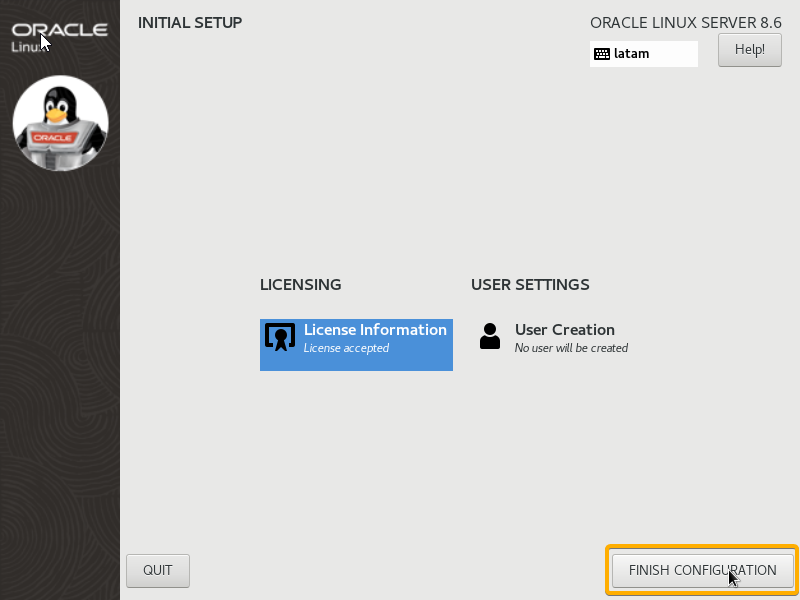 ORACLE
Linux
ORACLE
INITIAL SETUP
ORACLE LINUX SERVER 8.6
latam
Help!
LICENSING
License Information
License accepted
USER SETTINGS
User Creation
No user will be created
QUIT
FINISH CONFIGURATION